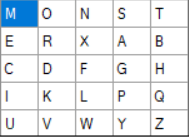 M O N S T
E R X A B
C D F G H
I K L P Q
U V W Y Z